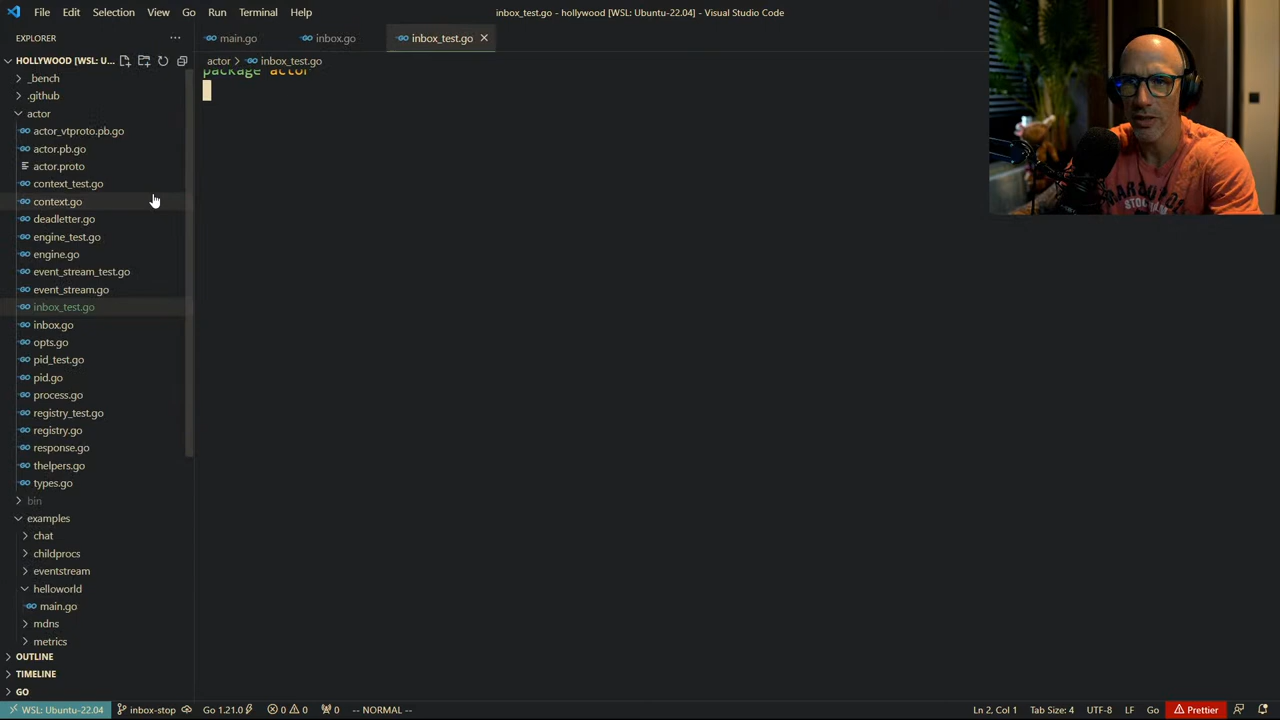 File Edit Selection View Go Run Terminal Help
inbox_test.go - hollywood [WSL: Ubuntu-22.04] - Visual Studio Code
EXPLORER
main.go
inbox.go
inbox_test.go
HOLLYWOOD [WSL: U...
actor > inbox_test.go
package actor
_bench
.github
actor
actor_vtproto.pb.go
actor.pb.go
actor.proto
context_test.go
context.go
deadletter.go
engine_test.go
engine.go
event_stream_test.go
event_stream.go
inbox_test.go
inbox.go
opts.go
pid_test.go
pid.go
process.go
registry_test.go
registry.go
response.go
thelpers.go
types.go
bin
examples
chat
childprocs
eventstream
helloworld
main.go
mdns
metrics
OUTLINE
TIMELINE
GO
WSL: Ubuntu-22.04 inbox-stop Go 1.21.0 0 0 0 -- NORMAL -- Ln 2, Col 1 Tab Size: 4 UTF-8 LF Go Prettier